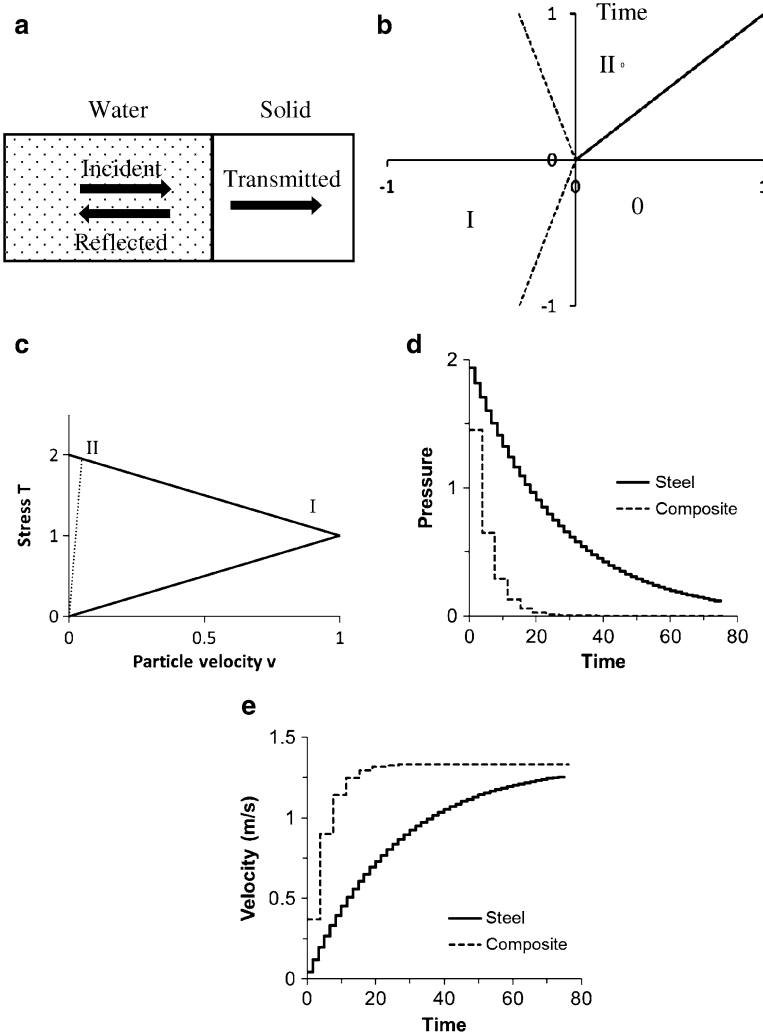 a
Water Solid
Incident
Transmitted
Reflected
b
1
Time
II o
0
-1
0
1
I
0
-1
c
II
2
I
Stress T
1
0
0 0.5 1
Particle velocity v
d
2
Pressure
1
Steel
Composite
0
0 20 40 60 80
Time
e
1.5
Velocity (m/s)
1
0.5
Steel
Composite
0
0 20 40 60 80
Time